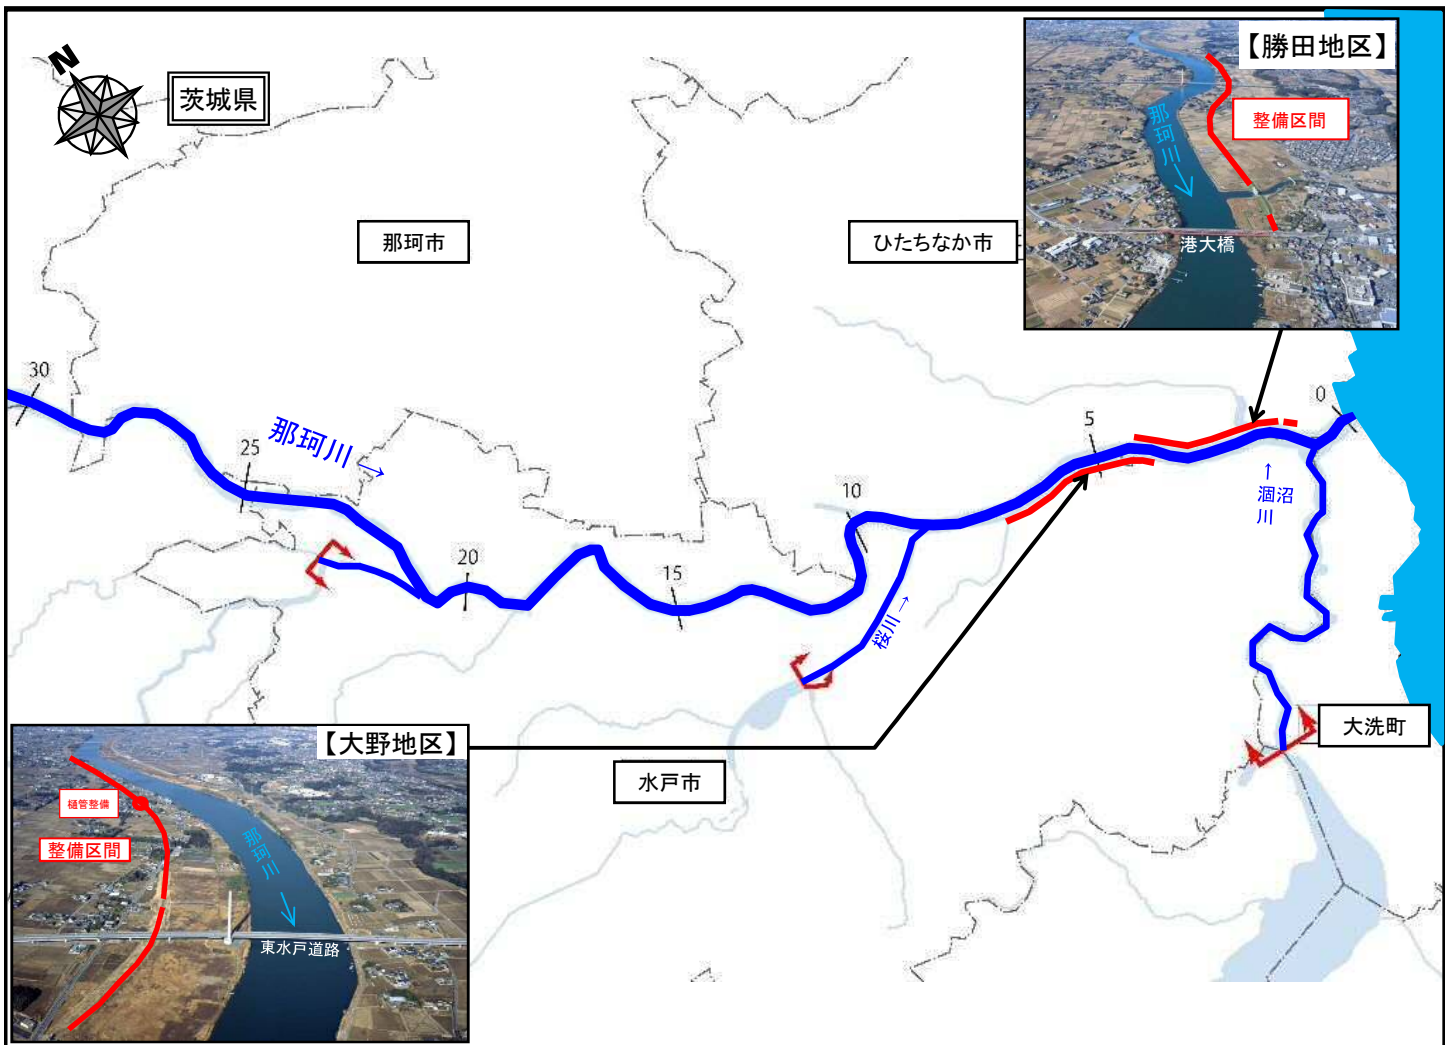 N
茨城県
【勝田地区】
整備区間
那珂川
→
港大橋
那珂市
ひたちなか市
30
25
那珂川→
20
15
10
5
0
←
涸沼
川
桜川→
大洗町
水戸市
【大野地区】
樋管整備
整備区間
那珂川
→
東水戸道路